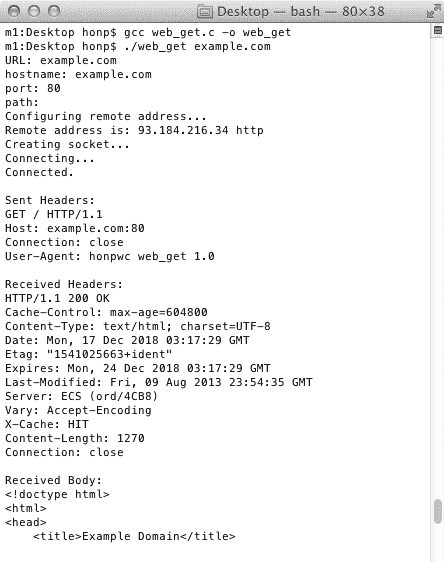 Desktop — bash — 80×38
m1:Desktop honp$ gcc web_get.c -o web_get
m1:Desktop honp$ ./web_get example.com
URL: example.com
hostname: example.com
port: 80
path:
Configuring remote address...
Remote address is: 93.184.216.34 http
Creating socket...
Connecting...
Connected.

Sent Headers:
GET / HTTP/1.1
Host: example.com:80
Connection: close
User-Agent: honpwc web_get 1.0

Received Headers:
HTTP/1.1 200 OK
Cache-Control: max-age=604800
Content-Type: text/html; charset=UTF-8
Date: Mon, 17 Dec 2018 03:17:29 GMT
Etag: "1541025663+ident"
Expires: Mon, 24 Dec 2018 03:17:29 GMT
Last-Modified: Fri, 09 Aug 2013 23:54:35 GMT
Server: ECS (ord/4CB8)
Vary: Accept-Encoding
X-Cache: HIT
Content-Length: 1270
Connection: close

Received Body:
<!doctype html>
<html>
<head>
    <title>Example Domain</title>